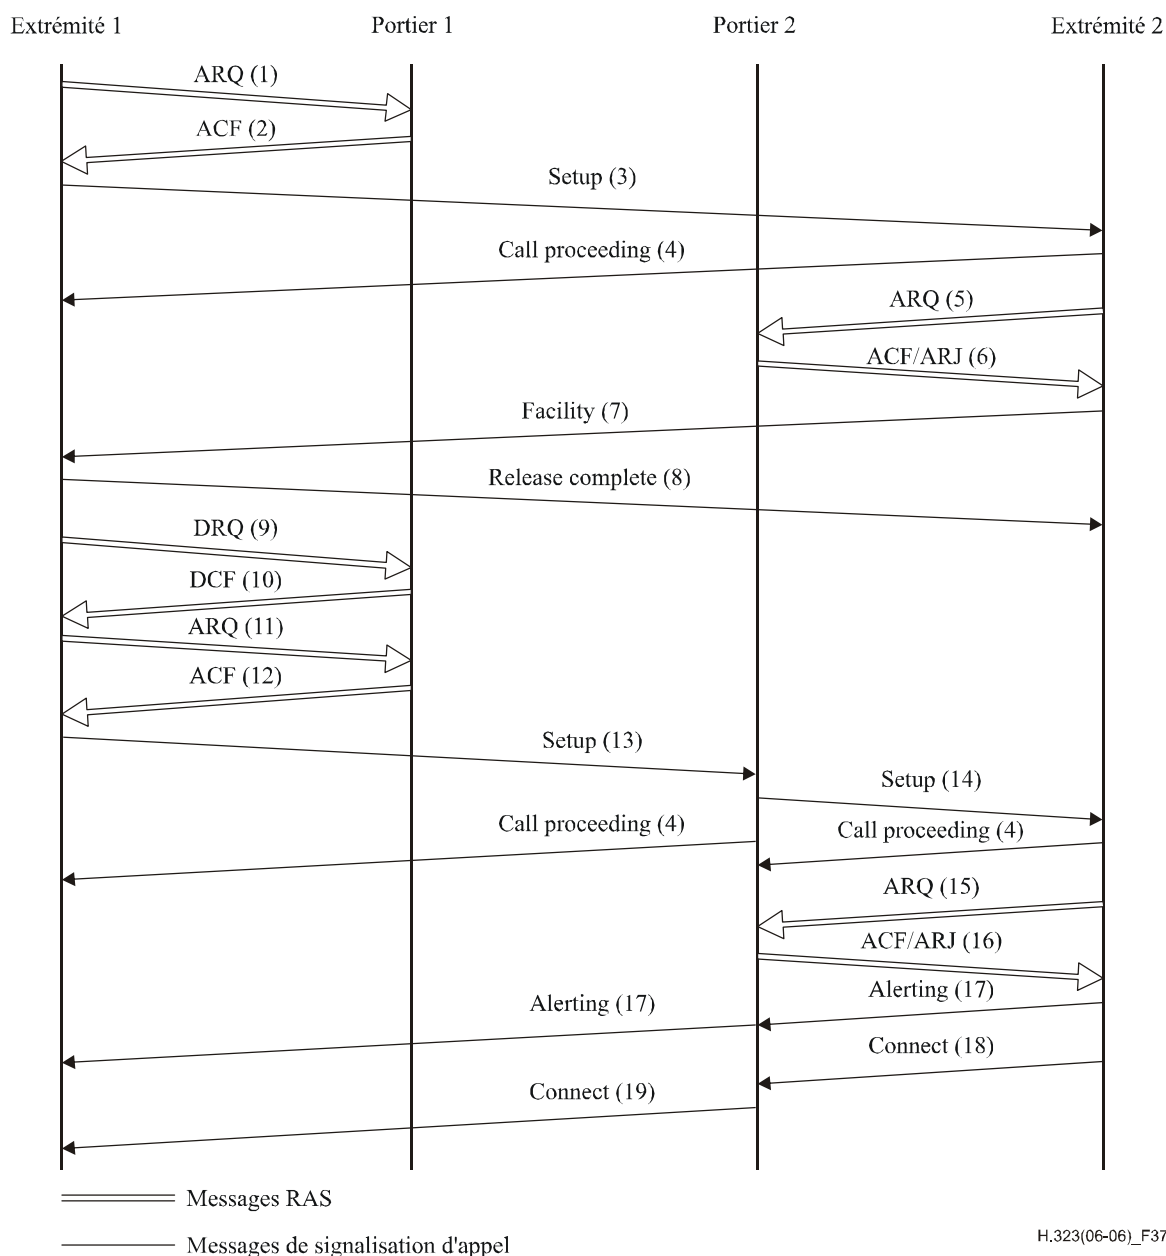 Extrémité 1
Portier 1
Portier 2
Extrémité 2
ARQ (1)
ACF (2)
Setup (3)
Call proceeding (4)
ARQ (5)
ACF/ARJ (6)
Facility (7)
Release complete (8)
DRQ (9)
DCF (10)
ARQ (11)
ACF (12)
Setup (13)
Setup (14)
Call proceeding (4)
Call proceeding (4)
ARQ (15)
ACF/ARJ (16)
Alerting (17)
Alerting (17)
Connect (18)
Connect (19)
Messages RAS
Messages de signalisation d'appel
H.323(06-06)_F37